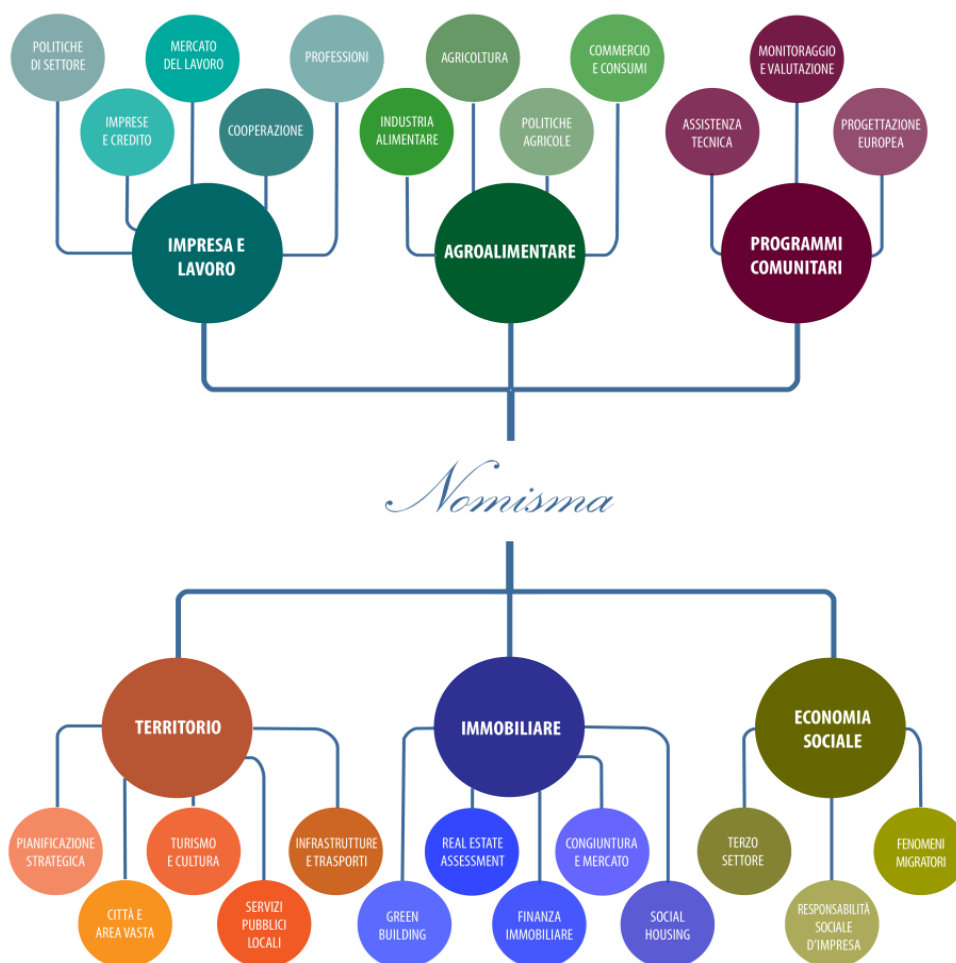 POLITICHE
DI SETTORE
MERCATO
DEL LAVORO
PROFESSIONI
IMPRESE
E CREDITO
COOPERAZIONE
IMPRESA E
LAVORO
AGRICOLTURA
COMMERCIO
E CONSUMI
INDUSTRIA
ALIMENTARE
POLITICHE
AGRICOLE
AGROALIMENTARE
MONITORAGGIO
E VALUTAZIONE
ASSISTENZA
TECNICA
PROGETTAZIONE
EUROPEA
PROGRAMMI
COMUNITARI
Nomisma
TERRITORIO
PIANIFICAZIONE
STRATEGICA
TURISMO
E CULTURA
INFRASTRUTTURE
E TRASPORTI
CITTÀ E
AREA VASTA
SERVIZI
PUBBLICI
LOCALI
IMMOBILIARE
REAL ESTATE
ASSESSMENT
CONGIUNTURA
E MERCATO
GREEN
BUILDING
FINANZA
IMMOBILIARE
SOCIAL
HOUSING
ECONOMIA
SOCIALE
TERZO
SETTORE
FENOMENI
MIGRATORI
RESPONSABILITÀ
SOCIALE
D'IMPRESA